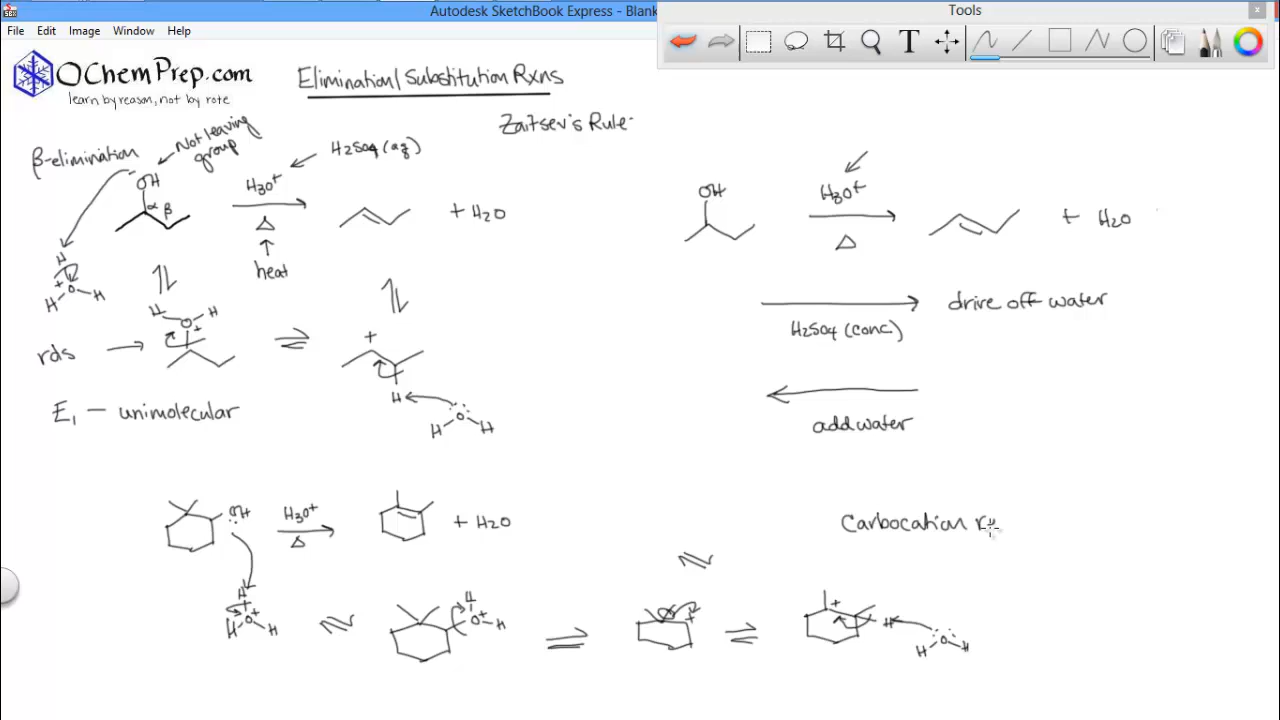 Autodesk SketchBook Express - Blank
Tools
File Edit Image Window Help
OChemPrep.com
learn by reason, not by rote
Elimination/Substitution Rxns
Zaitsev's Rule-
β-elimination
Not leaving
group
H2SO4 (aq)
OH
α β
H3O+
Δ
heat
+ H2O
H
+
H O H
H O H
+
rds
+
H
O
H H
E1 - unimolecular
OH
H3O+
Δ
+ H2O
drive off water
H2SO4 (conc)
add water
OH
H3O+
Δ
+ H2O
Carbocation
H
+
H O H
H
O+ H
+
+
H
O
H H